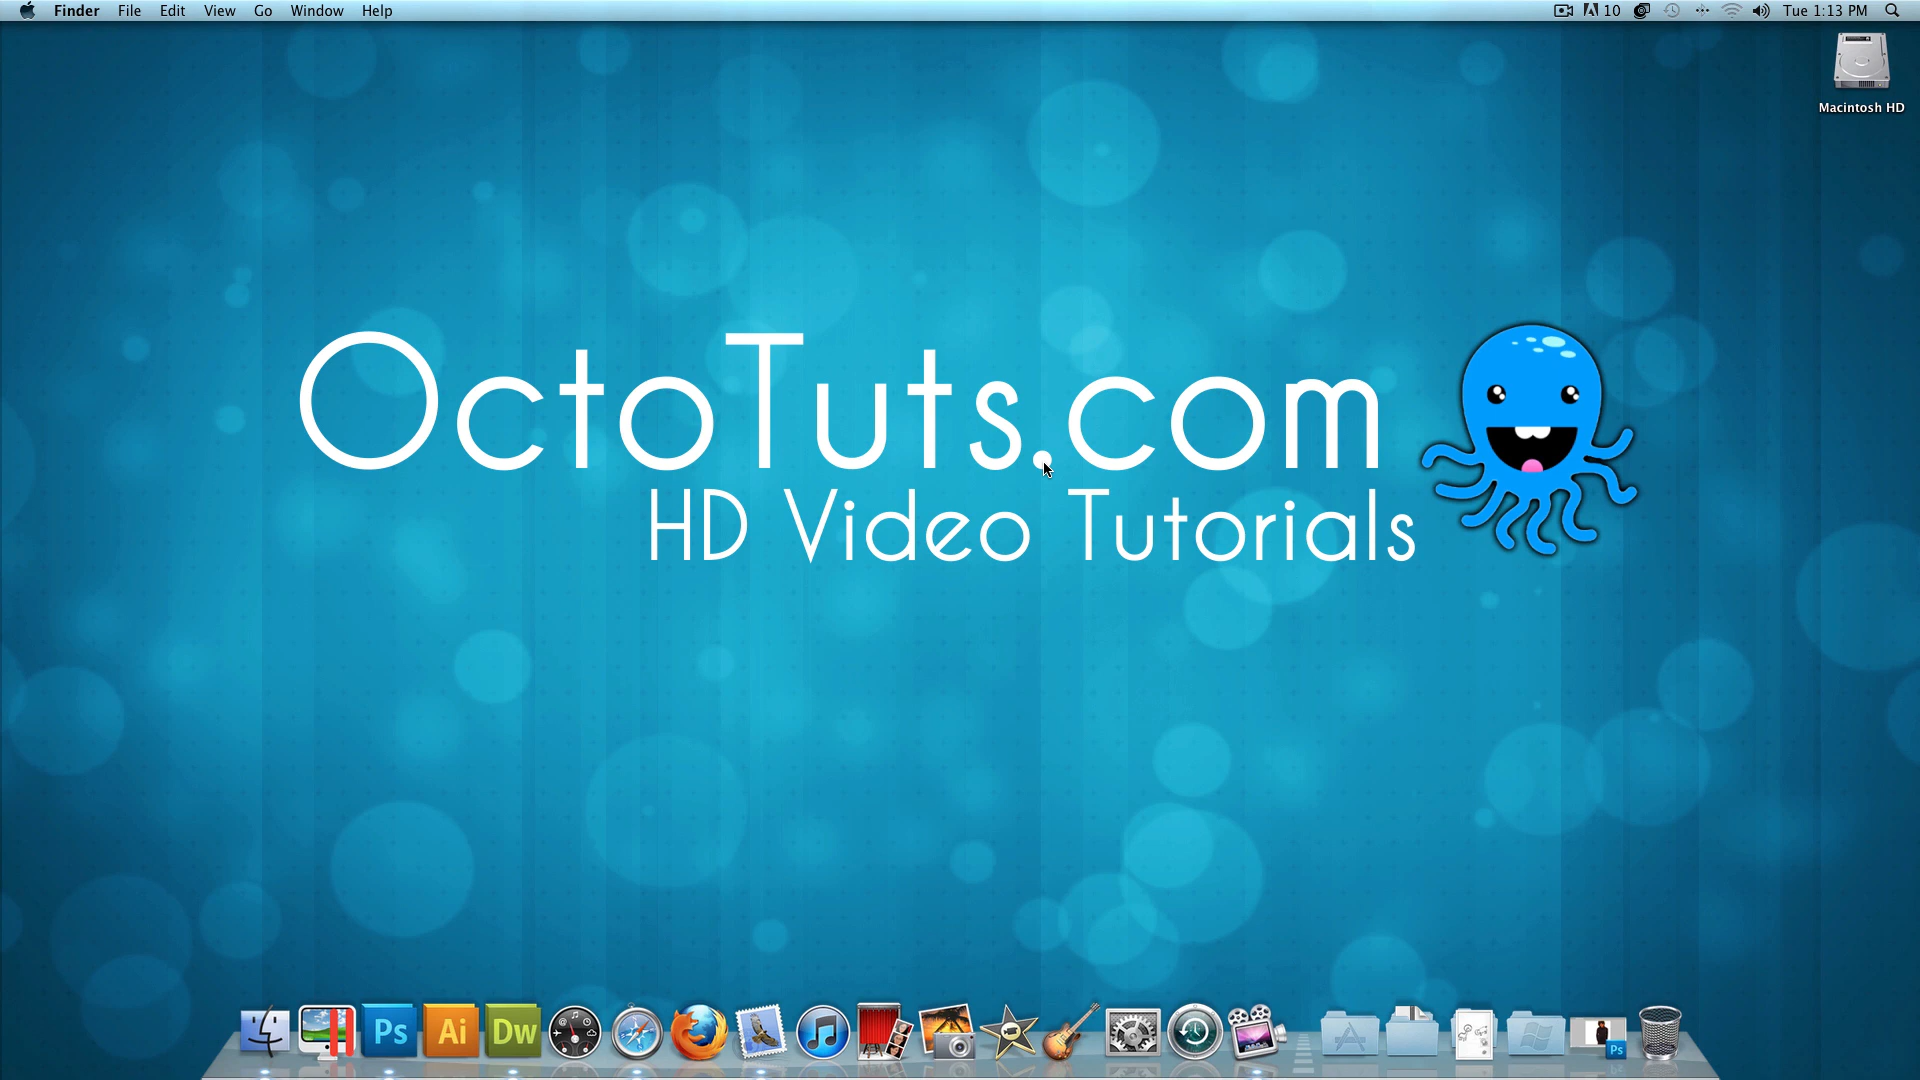 Finder File Edit View Go Window Help
10 Tue 1:13 PM
Macintosh HD
OctoTuts.com
HD Video Tutorials
Ps Ai Dw
Ps